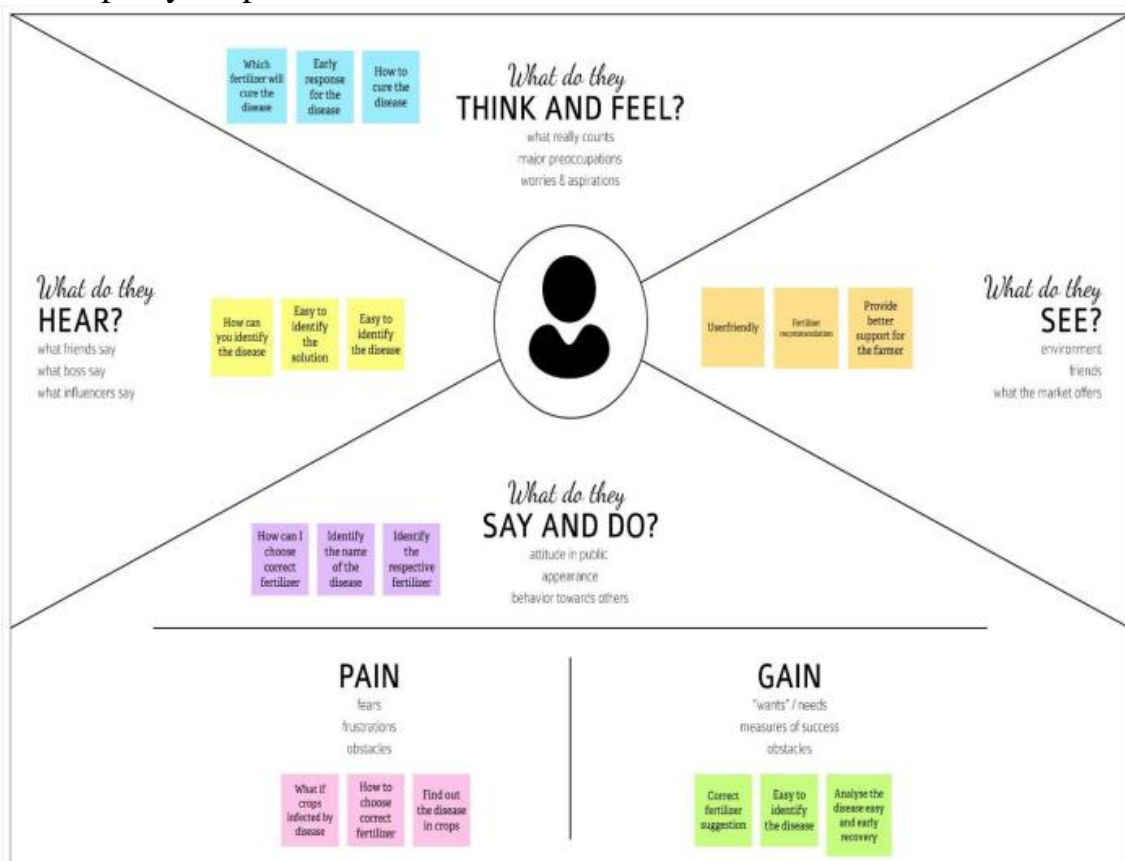 Which
fertilizer will
cure the
disease
Early
response
for the
disease
How to
cure the
disease
What do they
THINK AND FEEL?
what really counts
major preoccupations
worries & aspirations
What do they
HEAR?
what friends say
what boss say
what influencers say
How can
you identify
the disease
Easy to
identify
the
solution
Easy to
identify
the disease
Userfriendly
Fertilizer
recommendation
Provide
better
support for
the farmer
What do they
SEE?
environment
friends
what the market offers
What do they
SAY AND DO?
attitude in public
appearance
behavior towards others
How can I
choose
correct
fertilizer
Identify
the name
of the
disease
Identify
the
respective
fertilizer
PAIN
fears
frustrations
obstacles
What if
crops
infected by
disease
How to
choose
correct
fertilizer
Find out
the disease
in crops
GAIN
"wants" / needs
measures of success
obstacles
Correct
fertilizer
suggestion
Easy to
identify
the disease
Analyse the
disease easy
and early
recovery